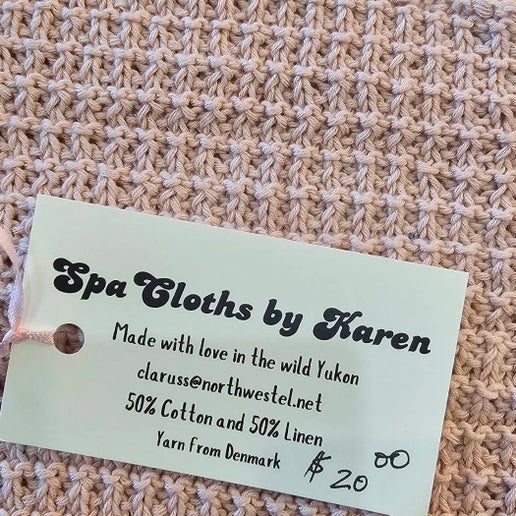 Spa Cloths by Karen
Made with love in the wild Yukon
claruss@northwestel.net
50% Cotton and 50% Linen
Yarn from Denmark
$ 20 00